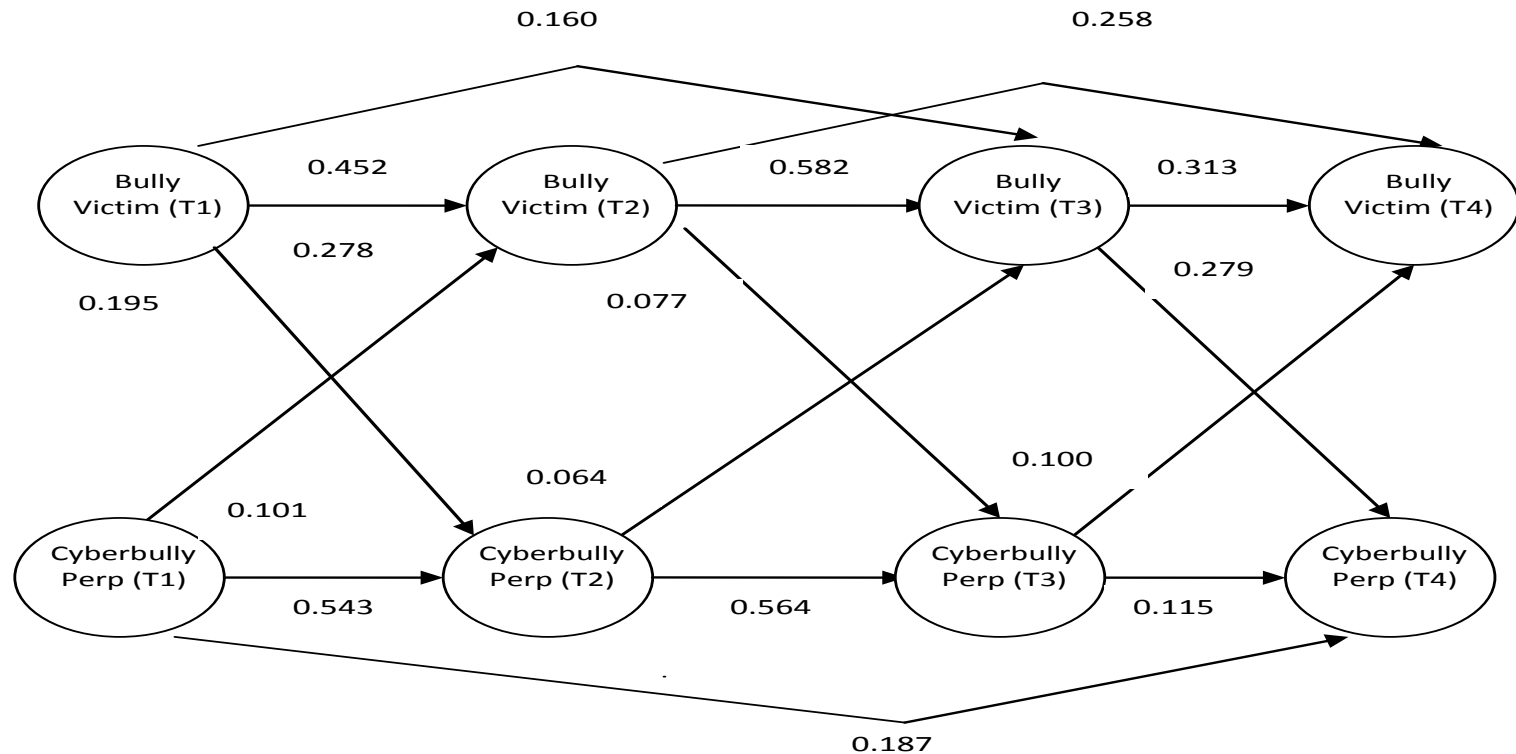 0.160
0.258
0.452
0.582
0.313
Bully
Victim (T1)
Bully
Victim (T2)
Bully
Victim (T3)
Bully
Victim (T4)
0.278
0.279
0.195
0.077
0.100
0.064
0.101
Cyberbully
Perp (T1)
Cyberbully
Perp (T2)
Cyberbully
Perp (T3)
Cyberbully
Perp (T4)
0.543
0.564
0.115
0.187